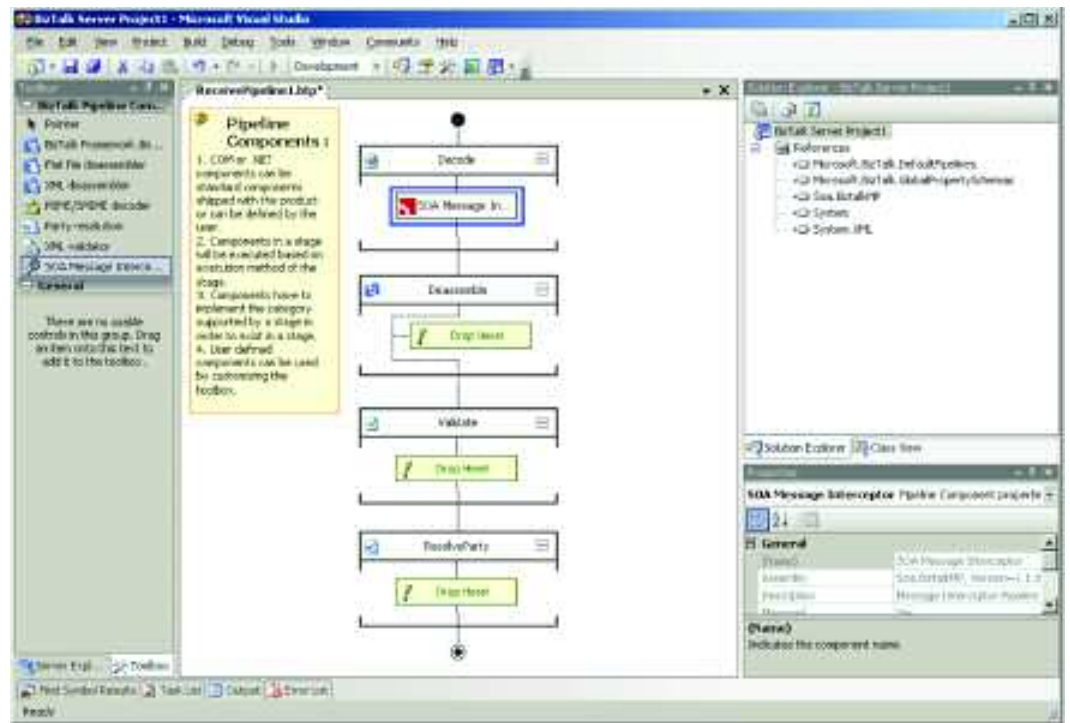 BizTalk Server Project1 - Microsoft Visual Studio
File Edit View Project Build Debug Tools Window Community Help
Development
Toolbox
BizTalk Pipeline Com...
Pointer
BizTalk Framework dis...
Flat file disassembler
XML disassembler
MIME/SMIME decoder
Party resolution
XML validator
SOA Message Interce...
General
There are no usable
controls in this group. Drag
an item onto this text to
add it to the toolbox.
Server Expl... Toolbox
ReceivePipeline1.btp*
Pipeline
Components :
1. COM or .NET
components can be
standard components
shipped with the product
or can be defined by the
user.
2. Components in a stage
will be executed based on
execution method of the
stage.
3. Components have to
implement the category
supported by a stage in
order to exist in a stage.
4. User defined
components can be used
by customizing the
toolbox.
Decode
SOA Message In...
Disassemble
Drop Here!
Validate
Drop Here!
ResolveParty
Drop Here!
Solution Explorer - BizTalk Server Project1
BizTalk Server Project1
References
Microsoft.BizTalk.DefaultPipelines
Microsoft.BizTalk.GlobalPropertySchemas
Soa.BiztalkMP
System
System.XML
Solution Explorer Class View
Properties
SOA Message Interceptor Pipeline Component properties
General
(Name) SOA Message Interceptor
Assembly Soa.BiztalkMP, Version=1.1.0
Description Message Interceptor Pipeline
(Name)
Indicates the component name.
Find Symbol Results Task List Output Error List
Ready